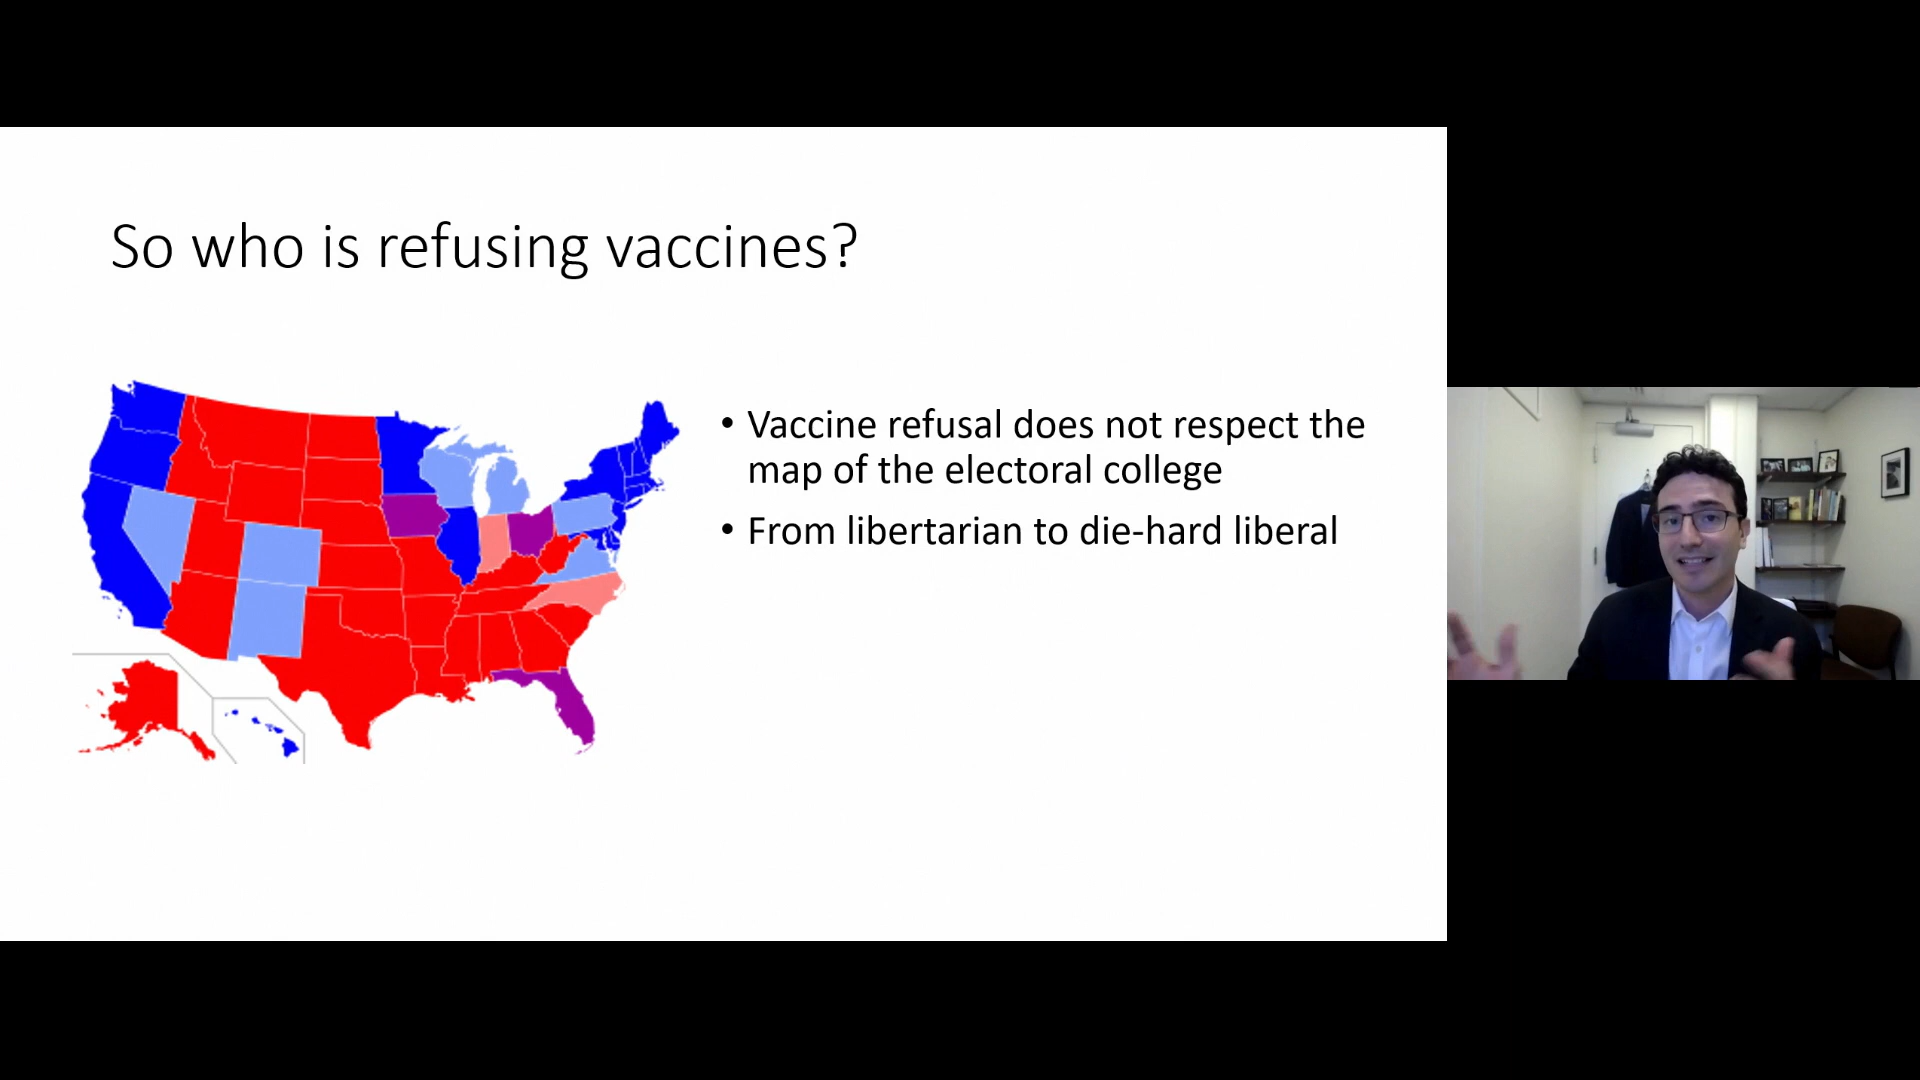 So who is refusing vaccines?
• Vaccine refusal does not respect the
map of the electoral college
• From libertarian to die-hard liberal